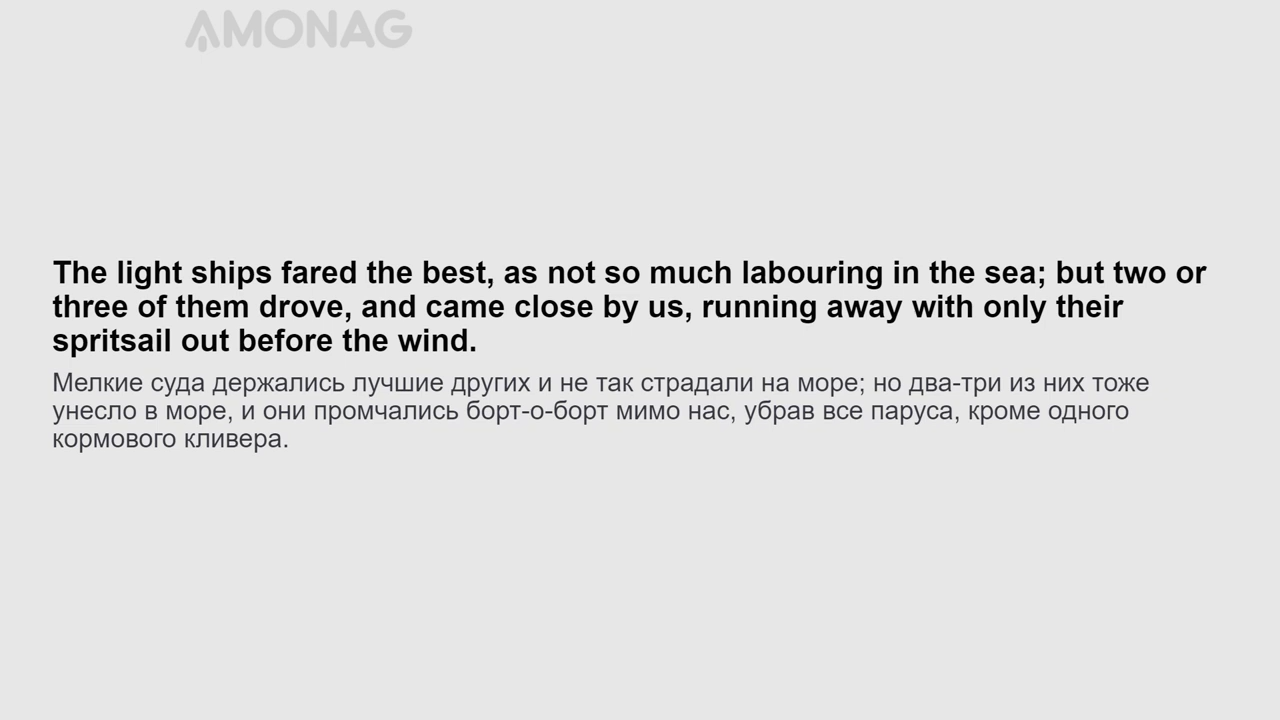 AMONAG
The light ships fared the best, as not so much labouring in the sea; but two or
three of them drove, and came close by us, running away with only their
spritsail out before the wind.
Мелкие суда держались лучшие других и не так страдали на море; но два-три из них тоже
унесло в море, и они промчались борт-о-борт мимо нас, убрав все паруса, кроме одного
кормового кливера.